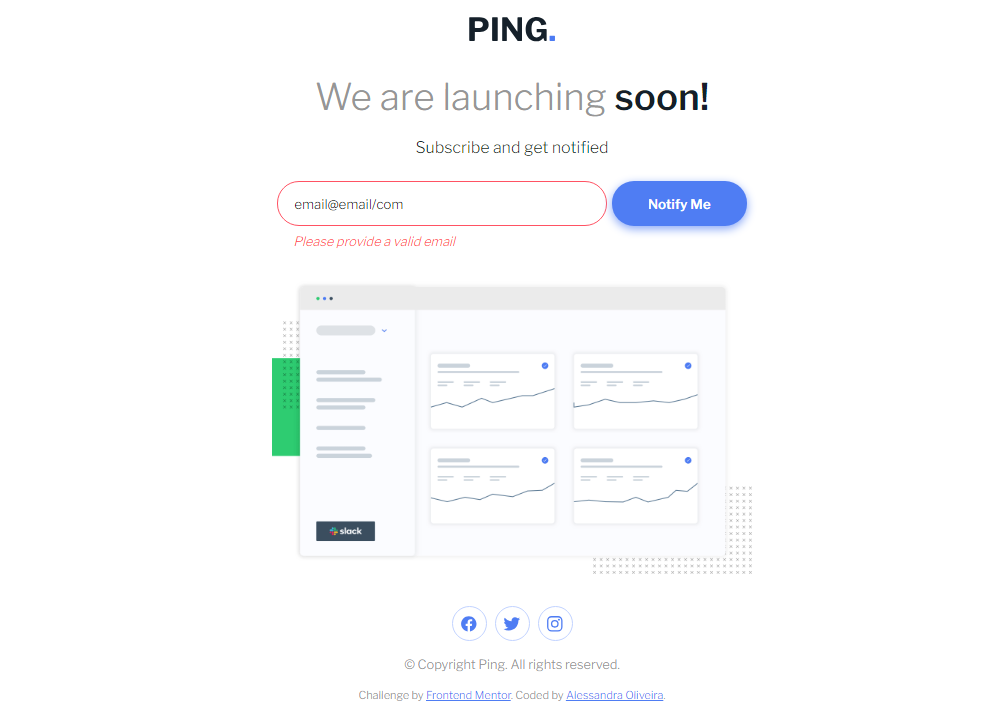 PING.
We are launching soon!
Subscribe and get notified
email@email/com
Notify Me
Please provide a valid email
slack
© Copyright Ping. All rights reserved.
Challenge by Frontend Mentor. Coded by Alessandra Oliveira.